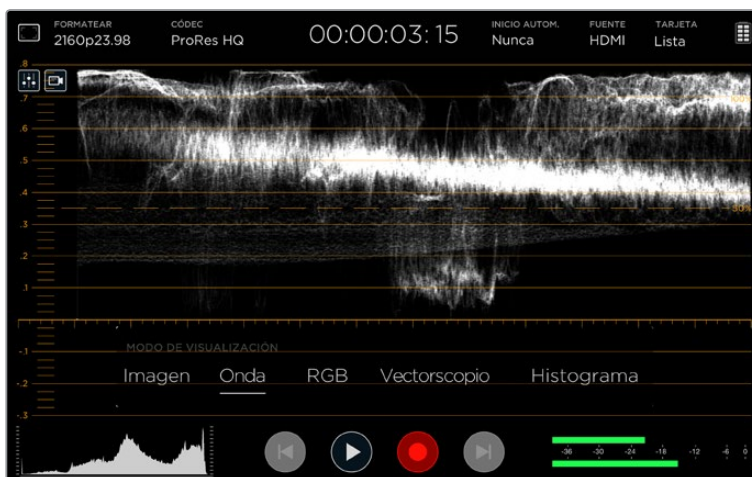 FORMATEAR CÓDEC INICIO AUTOM. FUENTE TARJETA
2160p23.98 ProRes HQ 00:00:03:15 Nunca HDMI Lista
.8
.7
100%
.6
.5
.4
50%
.3
.2
.1
-.1
MODO DE VISUALIZACIÓN
Imagen Onda RGB Vectorscopio Histograma
-.2
-.3
-36 -30 -24 -18 -12 -6 0